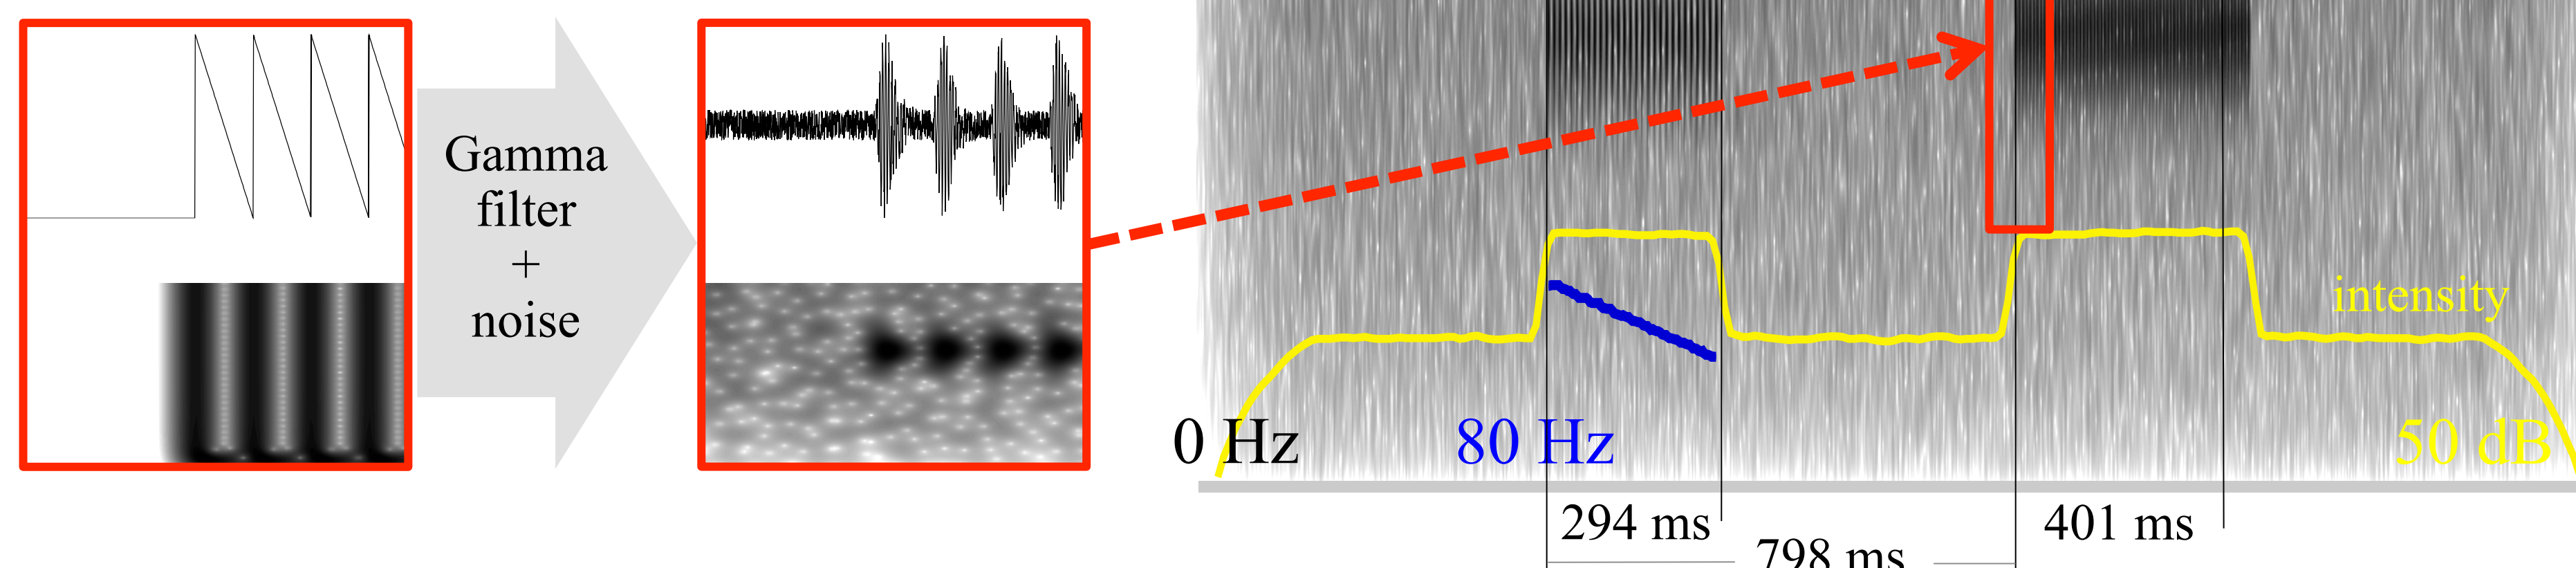 Gamma
filter
+
noise
intensity
0 Hz
80 Hz
50 dB
294 ms
401 ms
798 ms